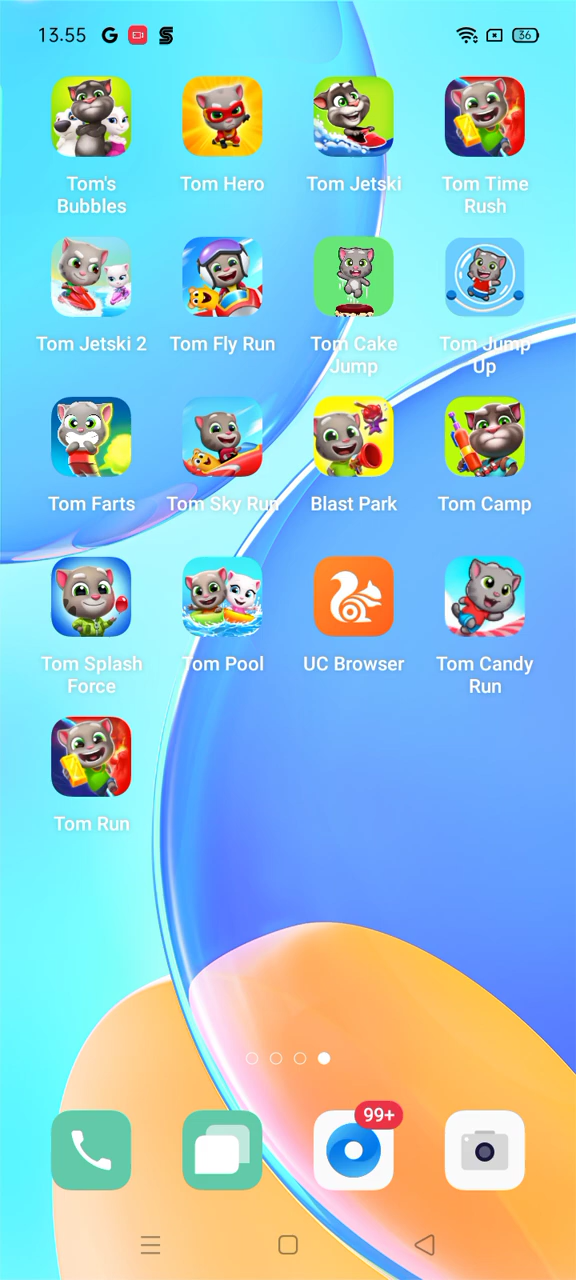 13.55 G S 36
Tom's
Bubbles
Tom Hero
Tom Jetski
Tom Time
Rush
Tom Jetski 2
Tom Fly Run
Tom Cake
Jump
Tom Jump
Up
Tom Farts
Tom Sky Run
Blast Park
Tom Camp
Tom Splash
Force
Tom Pool
UC Browser
Tom Candy
Run
Tom Run
99+